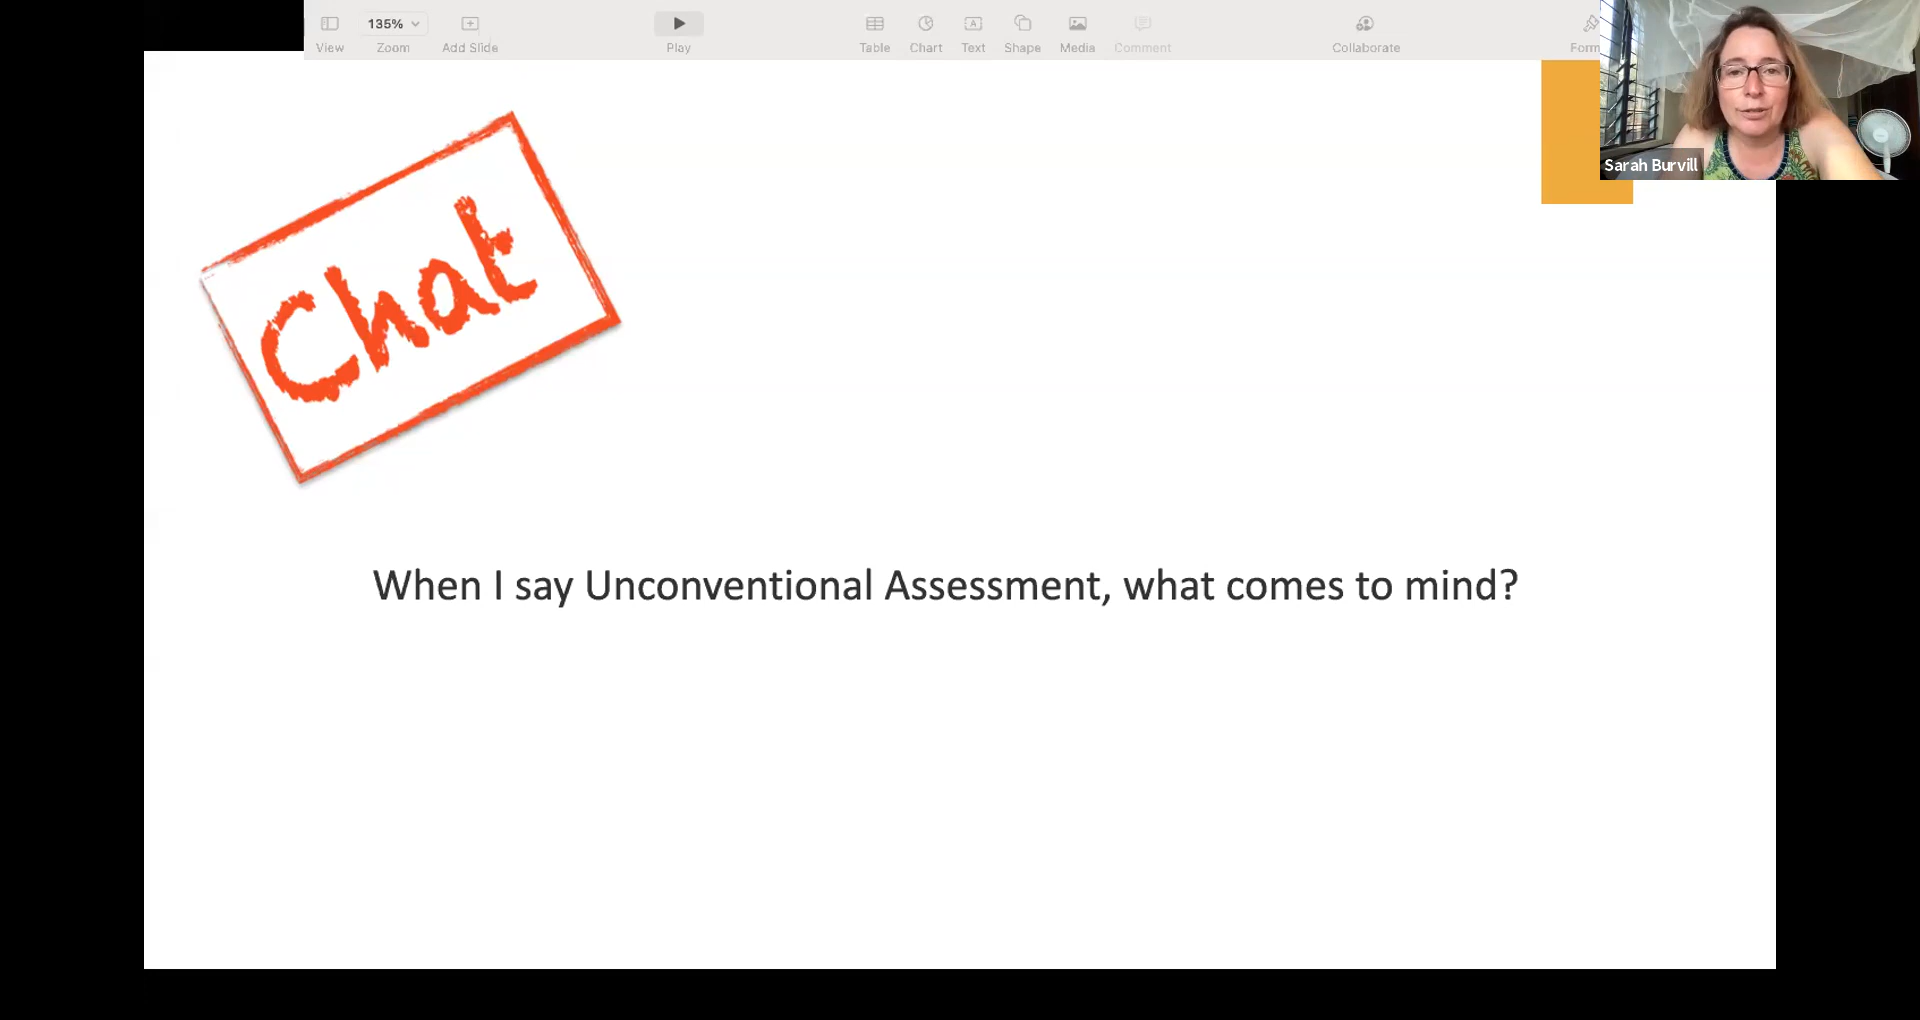 135%
View
Zoom
Add Slide
Play
Table
Chart
Text
Shape
Media
Comment
Collaborate
Form
Sarah Burvill
Chat
When I say Unconventional Assessment, what comes to mind?